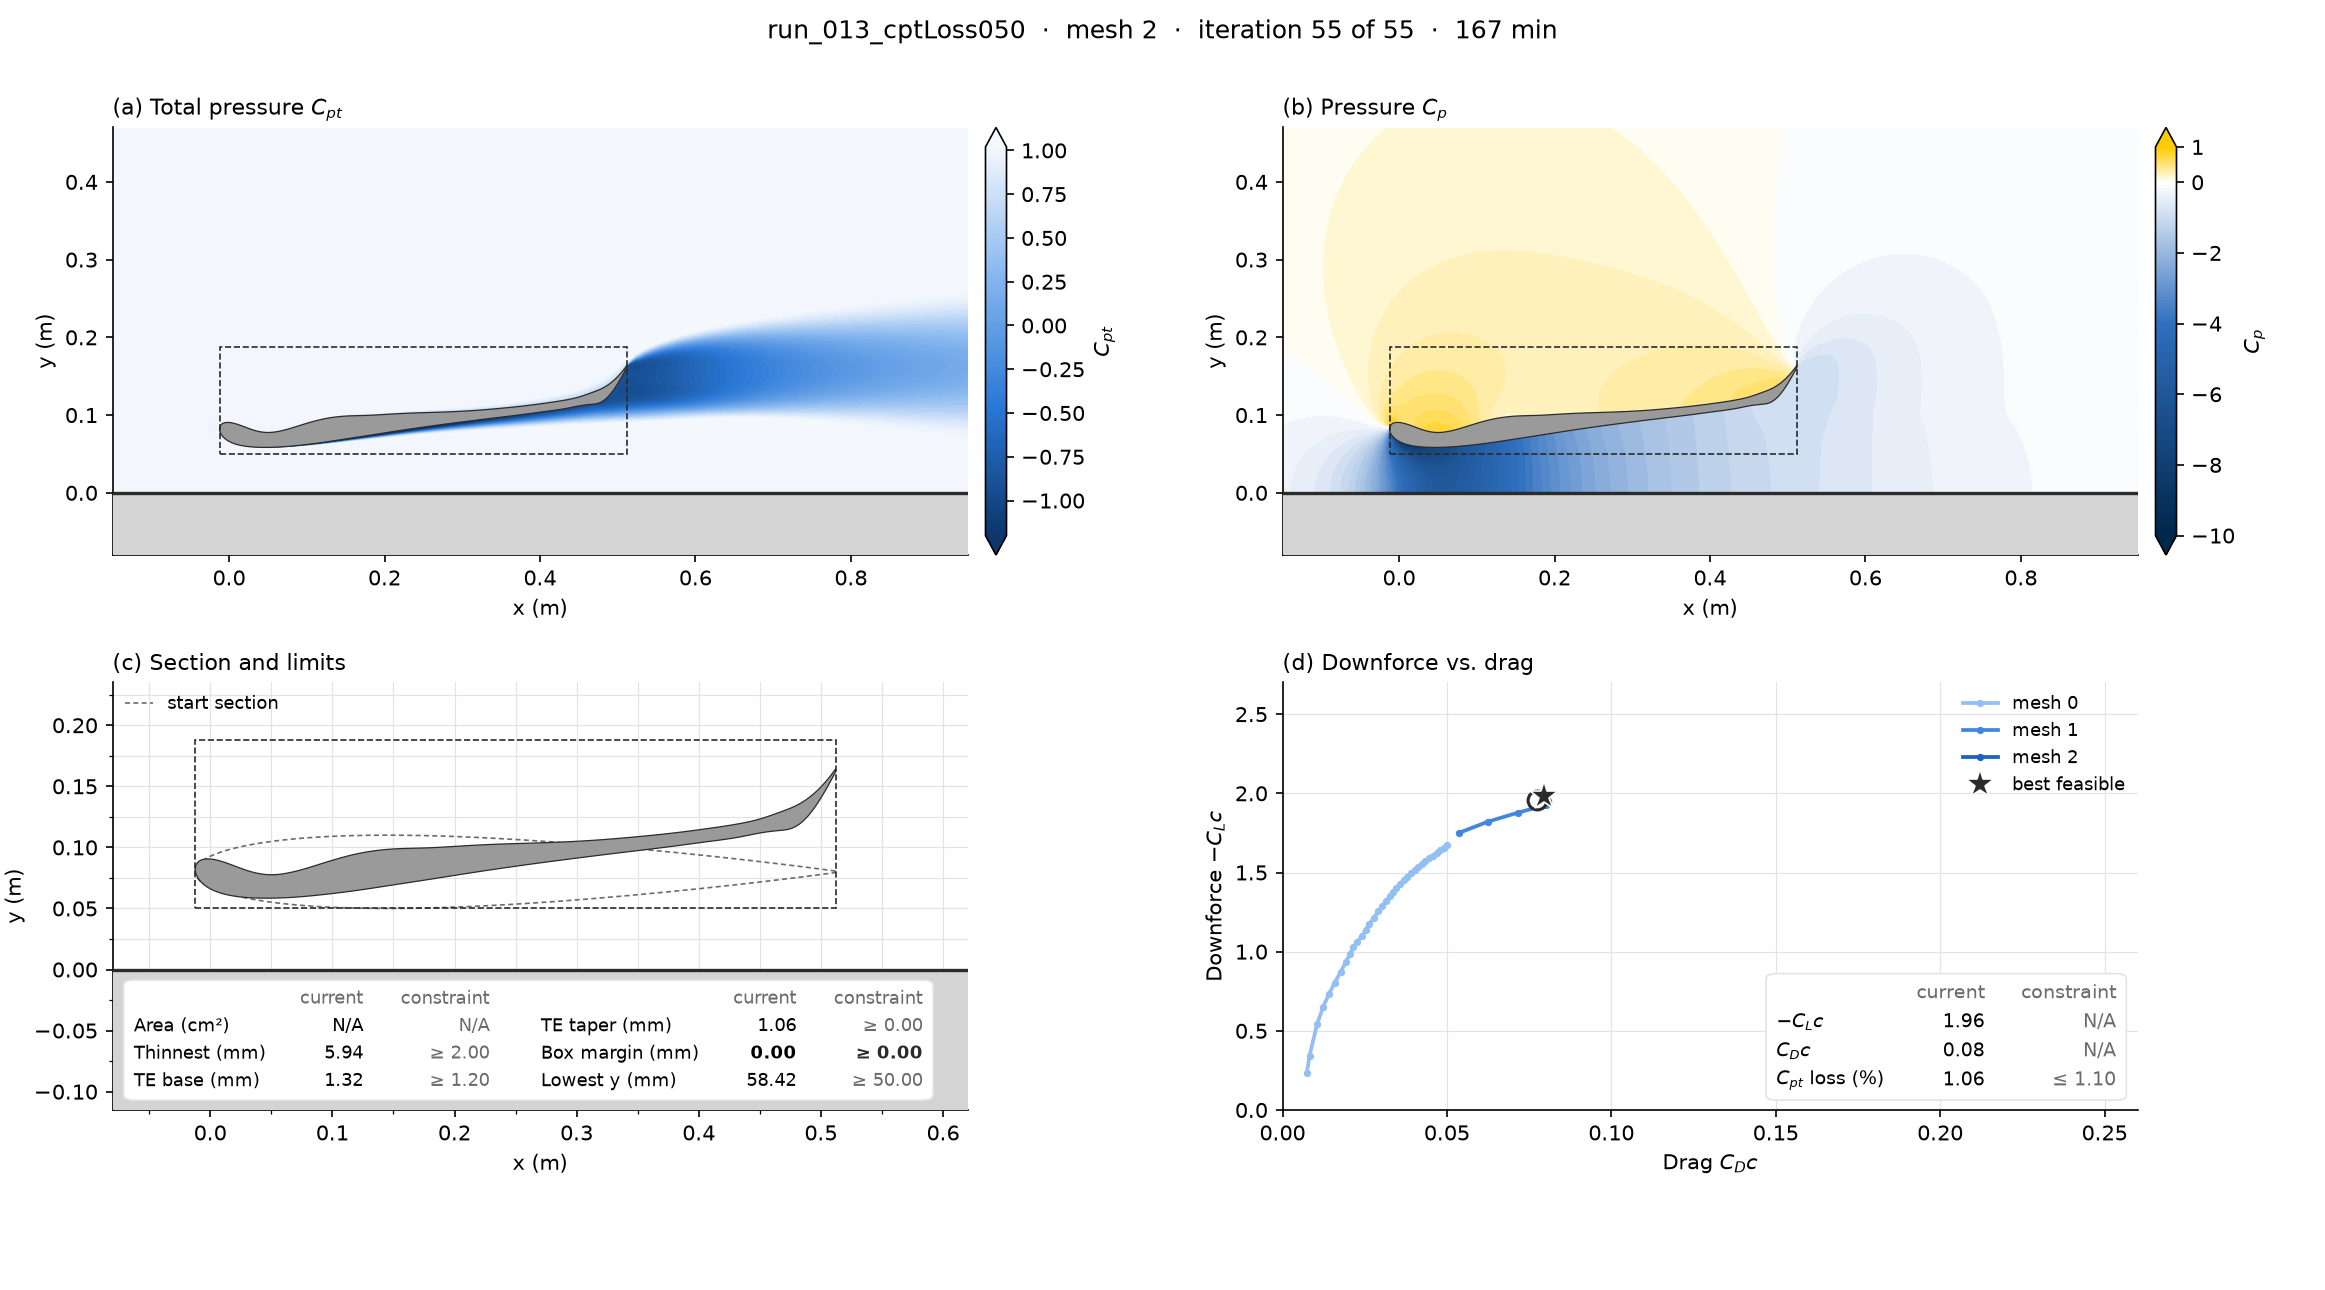 run_013_cptLoss050 · mesh 2 · iteration 55 of 55 · 167 min
(a) Total pressure Cpt
y (m)
0.4
0.3
0.2
0.1
0.0
0.0 0.2 0.4 0.6 0.8
x (m)
1.00
0.75
0.50
0.25
0.00
−0.25
−0.50
−0.75
−1.00
Cpt
(b) Pressure Cp
y (m)
0.4
0.3
0.2
0.1
0.0
0.0 0.2 0.4 0.6 0.8
x (m)
1
0
−2
−4
−6
−8
−10
Cp
(c) Section and limits
start section
y (m)
0.20
0.15
0.10
0.05
0.00
−0.05
−0.10
current constraint current constraint
Area (cm²) N/A N/A TE taper (mm) 1.06 ≥ 0.00
Thinnest (mm) 5.94 ≥ 2.00 Box margin (mm) 0.00 ≥ 0.00
TE base (mm) 1.32 ≥ 1.20 Lowest y (mm) 58.42 ≥ 50.00
0.0 0.1 0.2 0.3 0.4 0.5 0.6
x (m)
(d) Downforce vs. drag
mesh 0
mesh 1
mesh 2
best feasible
Downforce −CLc
2.5
2.0
1.5
1.0
0.5
0.0
current constraint
−CLc 1.96 N/A
CDc 0.08 N/A
Cpt loss (%) 1.06 ≤ 1.10
0.00 0.05 0.10 0.15 0.20 0.25
Drag CDc